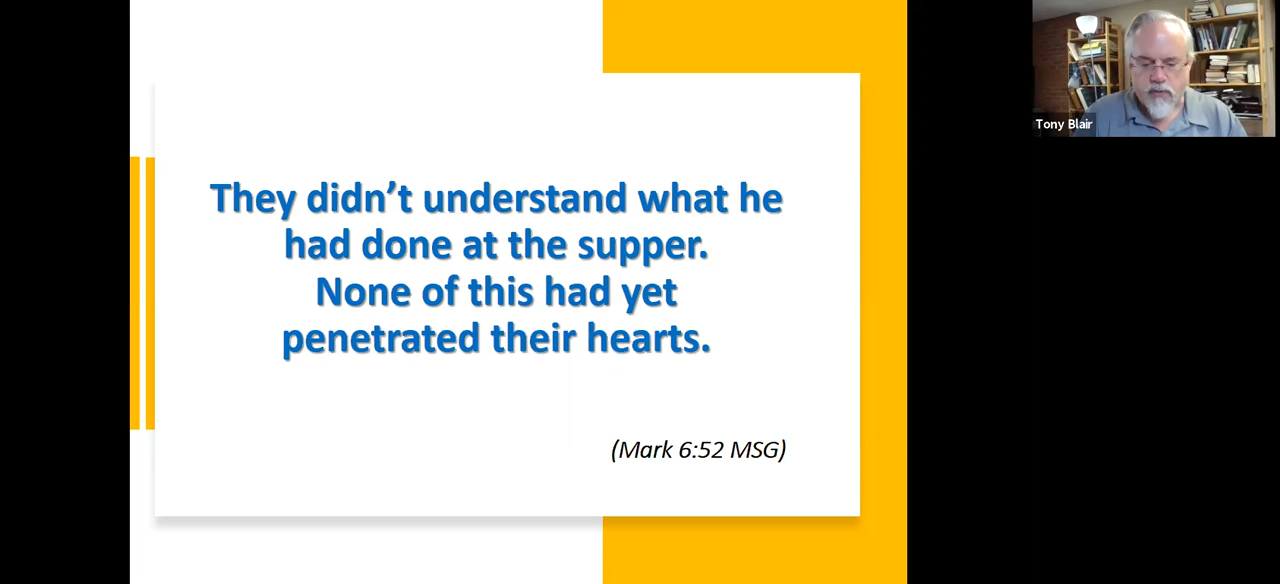 They didn’t understand what he
had done at the supper.
None of this had yet
penetrated their hearts.
(Mark 6:52 MSG)
Tony Blair